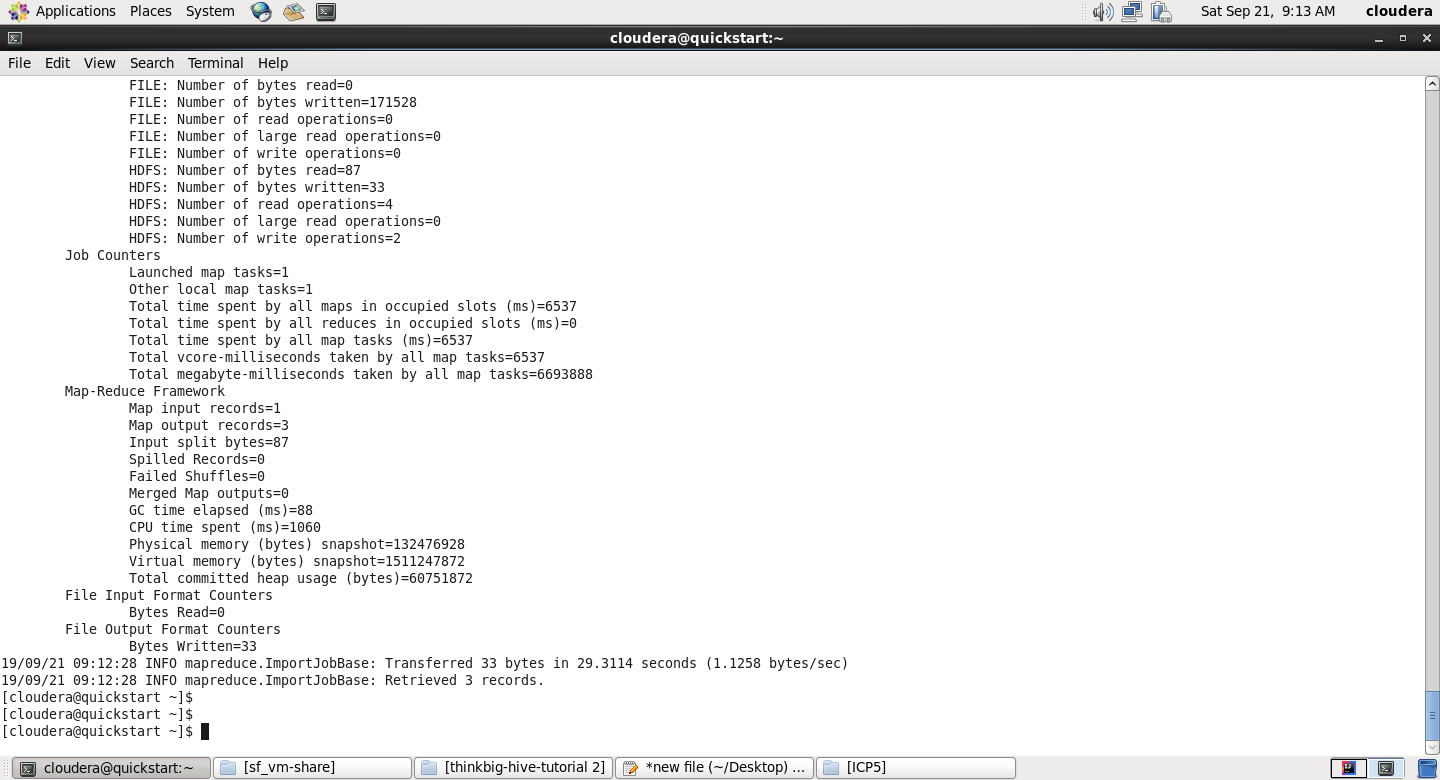 Applications Places System Sat Sep 21, 9:13 AM cloudera
cloudera@quickstart:~
File Edit View Search Terminal Help
FILE: Number of bytes read=0
FILE: Number of bytes written=171528
FILE: Number of read operations=0
FILE: Number of large read operations=0
FILE: Number of write operations=0
HDFS: Number of bytes read=87
HDFS: Number of bytes written=33
HDFS: Number of read operations=4
HDFS: Number of large read operations=0
HDFS: Number of write operations=2
Job Counters
Launched map tasks=1
Other local map tasks=1
Total time spent by all maps in occupied slots (ms)=6537
Total time spent by all reduces in occupied slots (ms)=0
Total time spent by all map tasks (ms)=6537
Total vcore-milliseconds taken by all map tasks=6537
Total megabyte-milliseconds taken by all map tasks=6693888
Map-Reduce Framework
Map input records=1
Map output records=3
Input split bytes=87
Spilled Records=0
Failed Shuffles=0
Merged Map outputs=0
GC time elapsed (ms)=88
CPU time spent (ms)=1060
Physical memory (bytes) snapshot=132476928
Virtual memory (bytes) snapshot=1511247872
Total committed heap usage (bytes)=60751872
File Input Format Counters
Bytes Read=0
File Output Format Counters
Bytes Written=33
19/09/21 09:12:28 INFO mapreduce.ImportJobBase: Transferred 33 bytes in 29.3114 seconds (1.1258 bytes/sec)
19/09/21 09:12:28 INFO mapreduce.ImportJobBase: Retrieved 3 records.
[cloudera@quickstart ~]$
[cloudera@quickstart ~]$
[cloudera@quickstart ~]$
cloudera@quickstart:~ [sf_vm-share] [thinkbig-hive-tutorial 2] *new file (~/Desktop) ... [ICP5]